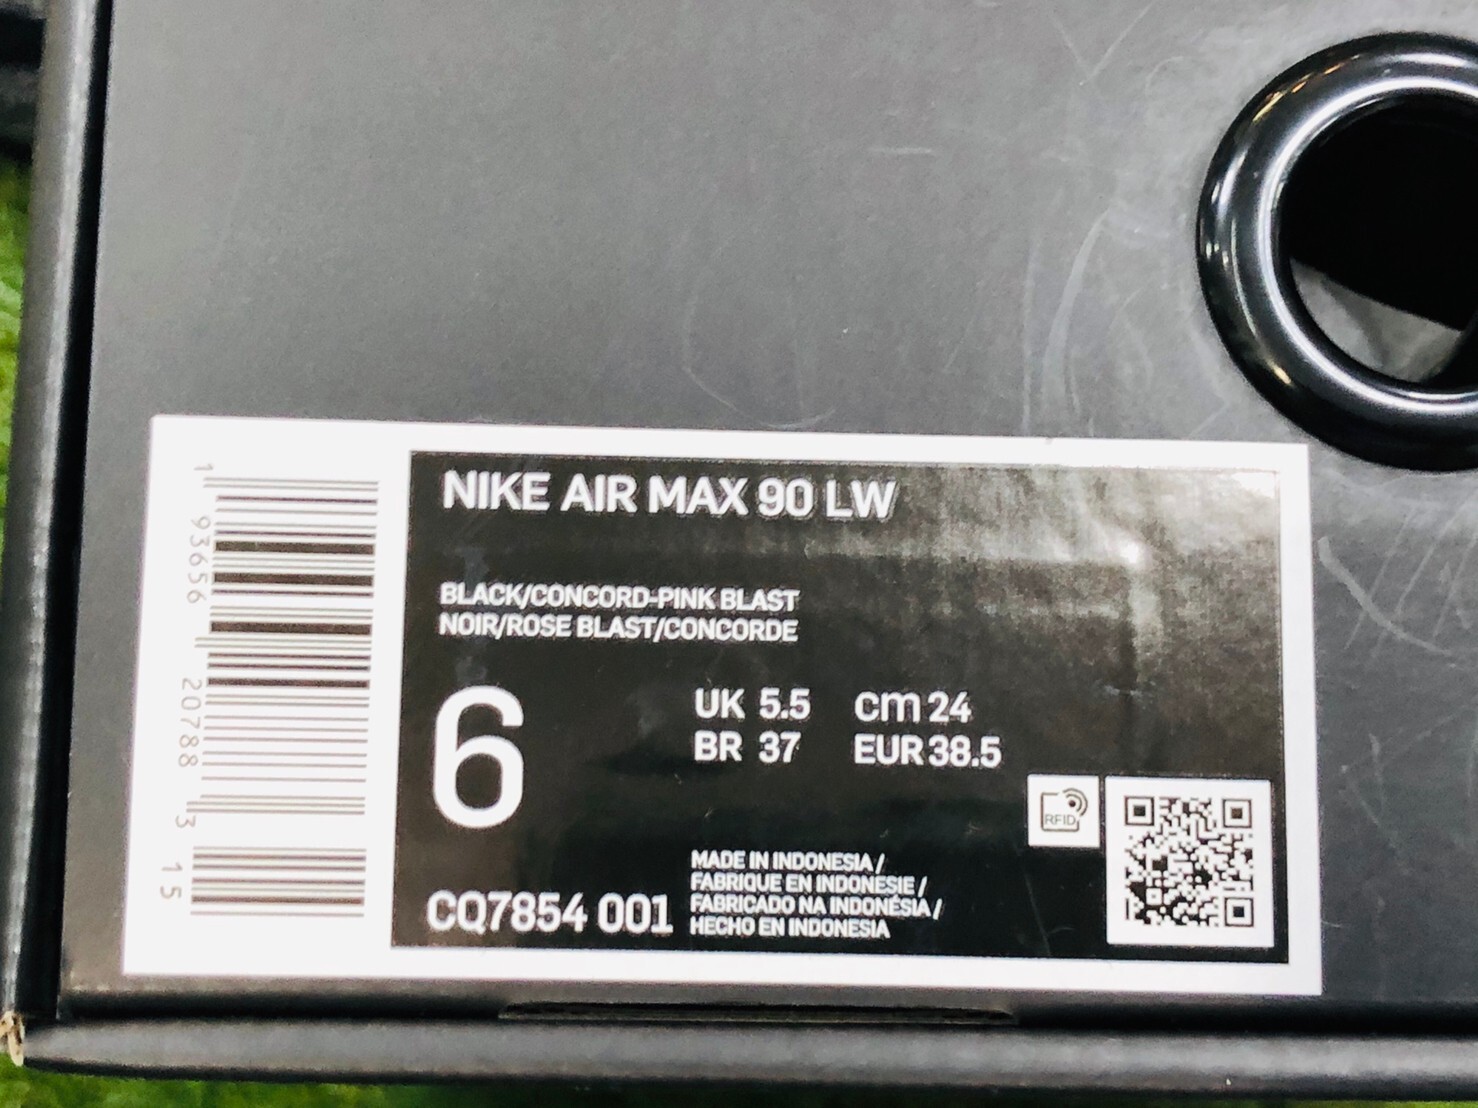 NIKE AIR MAX 90 LW
BLACK/CONCORD-PINK BLAST
NOIR/ROSE BLAST/CONCORDE
6
UK 5.5 cm 24
BR 37 EUR 38.5
RFID
CQ7854 001
MADE IN INDONESIA /
FABRIQUE EN INDONESIE /
FABRICADO NA INDONÉSIA /
HECHO EN INDONESIA
1 93656 20788 3 15